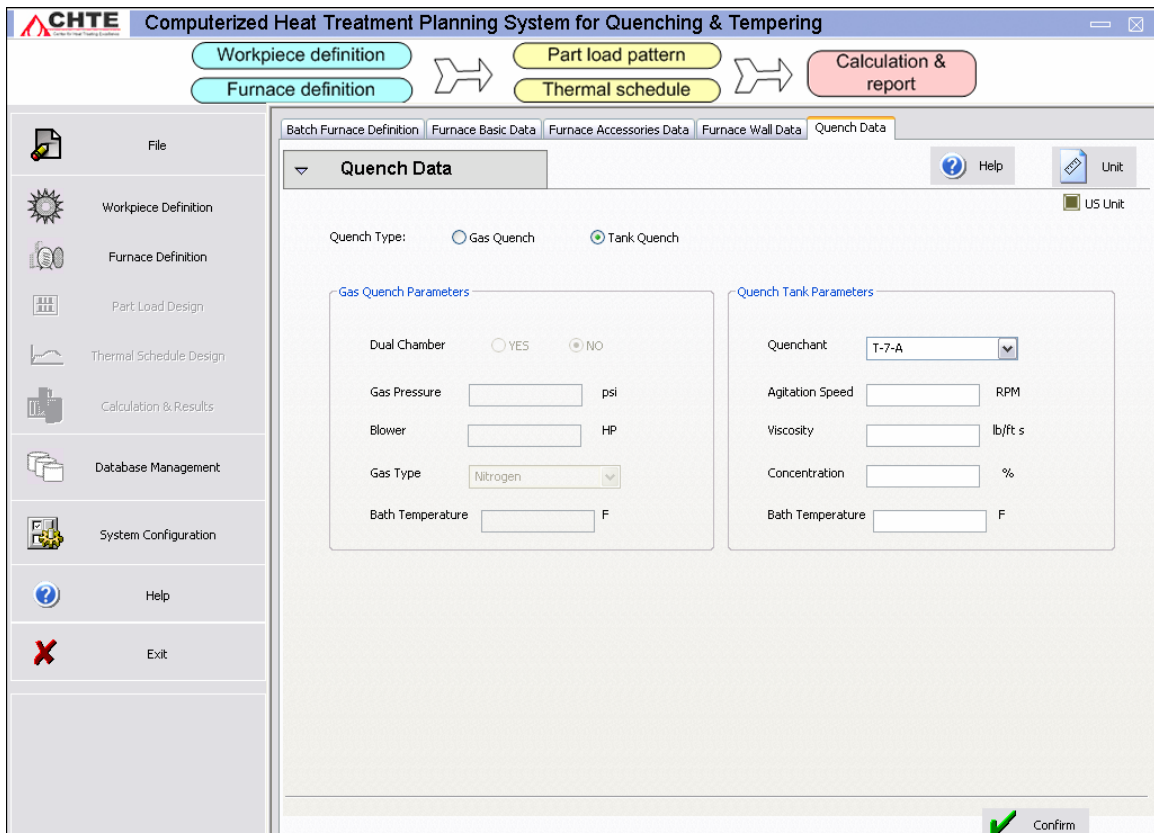 CHTE
Computerized Heat Treatment Planning System for Quenching & Tempering
Center for Heat Treating Excellence
Workpiece definition
Part load pattern
Calculation & report
Furnace definition
Thermal schedule
File
Workpiece Definition
Furnace Definition
Part Load Design
Thermal Schedule Design
Calculation & Results
Database Management
System Configuration
Help
Exit
Batch Furnace Definition
Furnace Basic Data
Furnace Accessories Data
Furnace Wall Data
Quench Data
Quench Data
Help
Unit
US Unit
Quench Type:
Gas Quench
Tank Quench
Gas Quench Parameters
Dual Chamber
YES
NO
Gas Pressure
psi
Blower
HP
Gas Type
Nitrogen
Bath Temperature
F
Quench Tank Parameters
Quenchant
T-7-A
Agitation Speed
RPM
Viscosity
lb/ft s
Concentration
%
Bath Temperature
F
Confirm